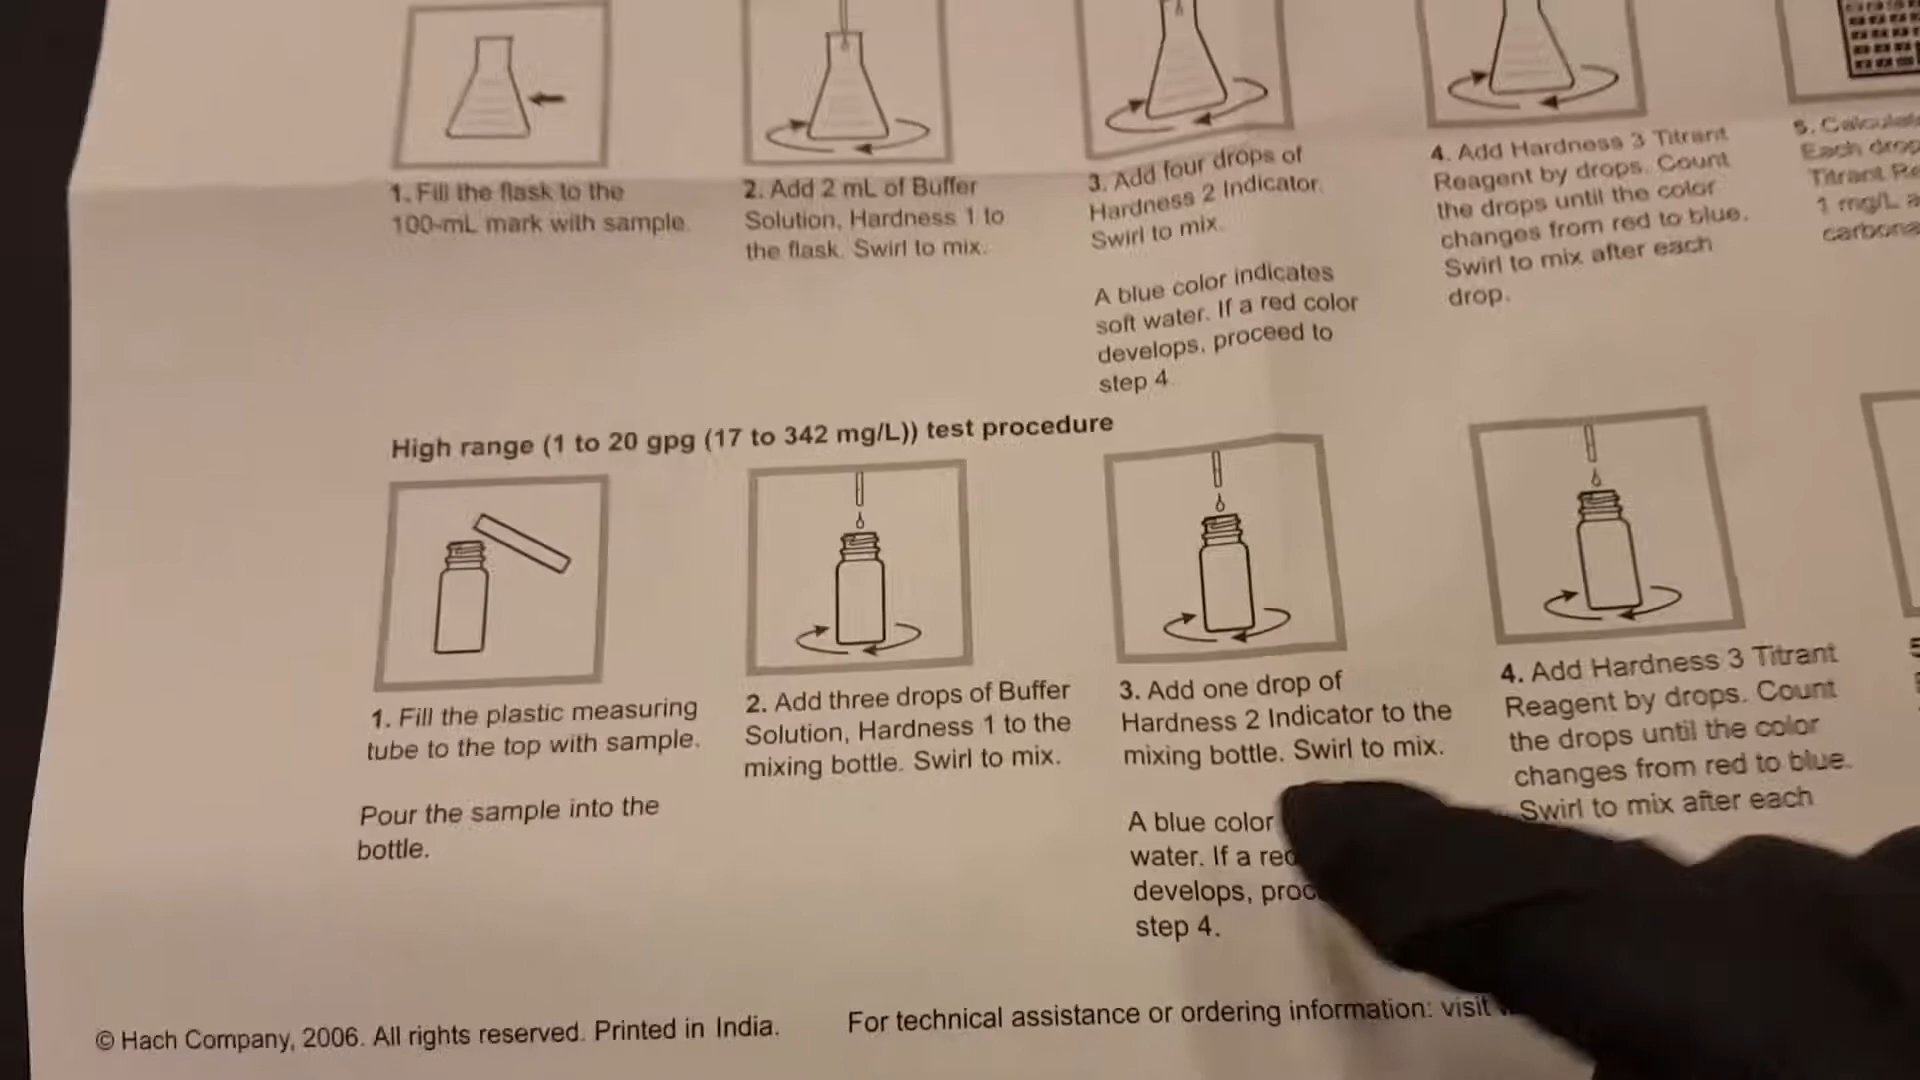 1. Fill the flask to the
100-mL mark with sample.
2. Add 2 mL of Buffer
Solution, Hardness 1 to
the flask. Swirl to mix.
3. Add four drops of
Hardness 2 Indicator.
Swirl to mix.
A blue color indicates
soft water. If a red color
develops, proceed to
step 4.
4. Add Hardness 3 Titrant
Reagent by drops. Count
the drops until the color
changes from red to blue.
Swirl to mix after each
drop.
5.
Each
Titrant
1 mg/L
High range (1 to 20 gpg (17 to 342 mg/L)) test procedure
1. Fill the plastic measuring
tube to the top with sample.
Pour the sample into the
bottle.
2. Add three drops of Buffer
Solution, Hardness 1 to the
mixing bottle. Swirl to mix.
3. Add one drop of
Hardness 2 Indicator to the
mixing bottle. Swirl to mix.
A blue color
water. If a red
develops,
step 4.
4. Add Hardness 3 Titrant
Reagent by drops. Count
the drops until the color
changes from red to blue.
Swirl to mix after each
© Hach Company, 2006. All rights reserved. Printed in India.
For technical assistance or ordering information: visit